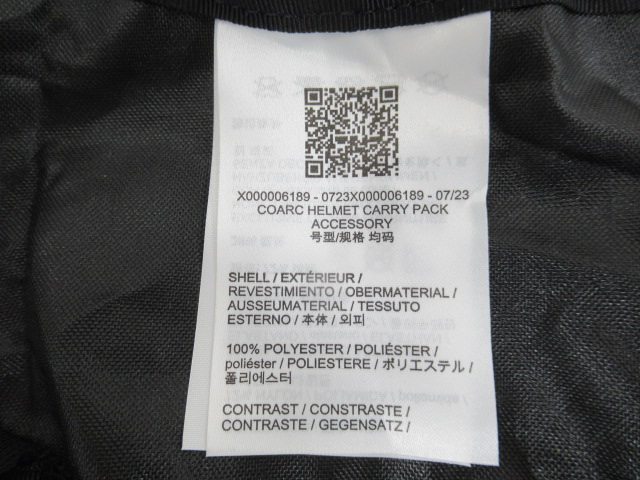 X000006189 - 0723X000006189 - 07/23
COARC HELMET CARRY PACK
ACCESSORY
号型/规格 均码
SHELL / EXTÉRIEUR /
REVESTIMIENTO / OBERMATERIAL /
AUSSEUMATERIAL / TESSUTO
ESTERNO / 本体 / 외피
100% POLYESTER / POLIÉSTER /
poliéster / POLIESTERE / ポリエステル /
폴리에스터
CONTRAST / CONSTRASTE /
CONTRASTE / GEGENSATZ /